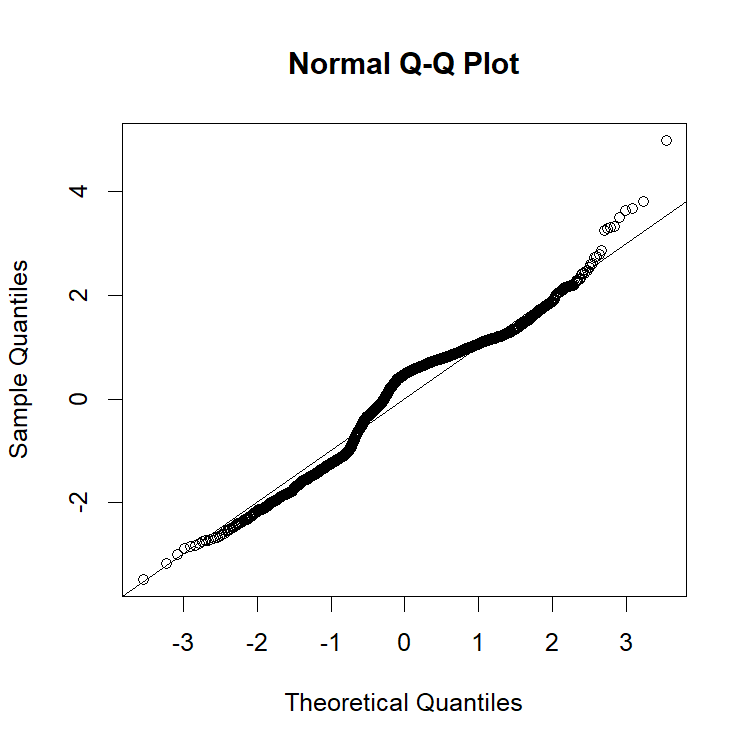 Normal Q-Q Plot
Sample Quantiles
4
2
0
-2
-3 -2 -1 0 1 2 3
Theoretical Quantiles